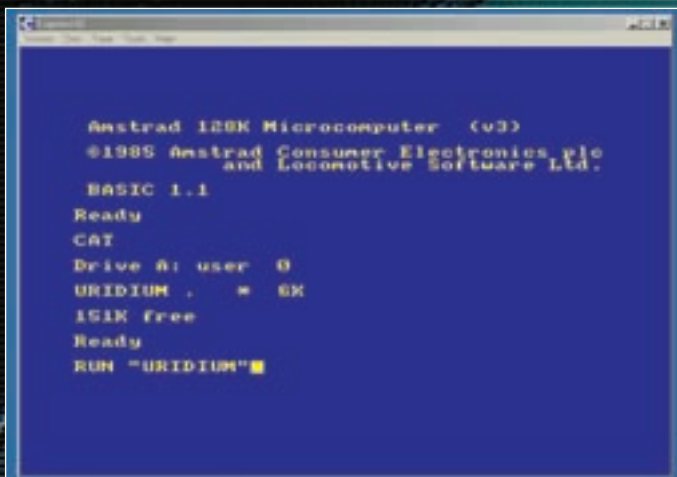 Amstrad 128K Microcomputer (v3)
©1985 Amstrad Consumer Electronics plc
and Locomotive Software Ltd.
BASIC 1.1
Ready
CAT
Drive A: user 0
URIDIUM . * 6K
151K free
Ready
RUN "URIDIUM"